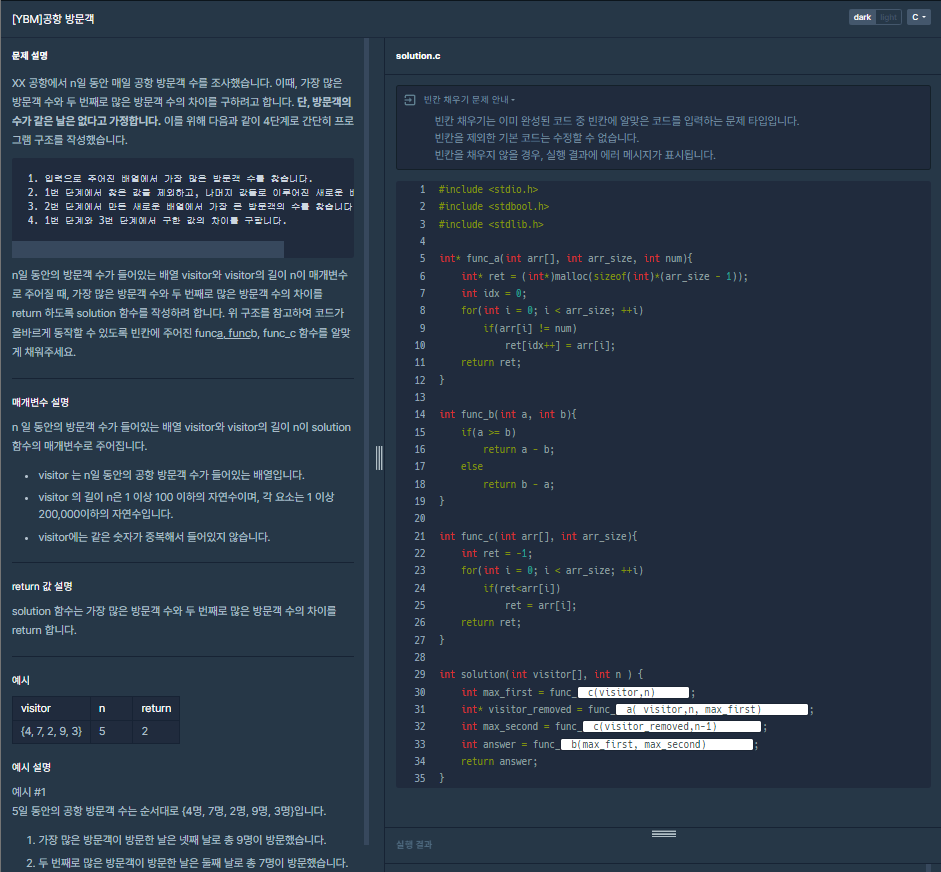 [YBM]공항 방문객
dark light C
문제 설명
XX 공항에서 n일 동안 매일 공항 방문객 수를 조사했습니다. 이때, 가장 많은
방문객 수와 두 번째로 많은 방문객 수의 차이를 구하려고 합니다. 단, 방문객의
수가 같은 날은 없다고 가정합니다. 이를 위해 다음과 같이 4단계로 간단히 프로
그램 구조를 작성했습니다.
1. 입력으로 주어진 배열에서 가장 많은 방문객 수를 찾습니다.
2. 1번 단계에서 찾은 값을 제외하고, 나머지 값들로 이루어진 새로운
3. 2번 단계에서 만든 새로운 배열에서 가장 큰 방문객의 수를 찾습니다
4. 1번 단계와 3번 단계에서 구한 값의 차이를 구합니다.
n일 동안의 방문객 수가 들어있는 배열 visitor와 visitor의 길이 n이 매개변수
로 주어질 때, 가장 많은 방문객 수와 두 번째로 많은 방문객 수의 차이를
return 하도록 solution 함수를 작성하려 합니다. 위 구조를 참고하여 코드가
올바르게 동작할 수 있도록 빈칸에 주어진 funca, funcb, func_c 함수를 알맞
게 채워주세요.
매개변수 설명
n 일 동안의 방문객 수가 들어있는 배열 visitor와 visitor의 길이 n이 solution
함수의 매개변수로 주어집니다.
• visitor 는 n일 동안의 공항 방문객 수가 들어있는 배열입니다.
• visitor 의 길이 n은 1 이상 100 이하의 자연수이며, 각 요소는 1 이상
200,000이하의 자연수입니다.
• visitor에는 같은 숫자가 중복해서 들어있지 않습니다.
return 값 설명
solution 함수는 가장 많은 방문객 수와 두 번째로 많은 방문객 수의 차이를
return 합니다.
예시
visitor n return
{4, 7, 2, 9, 3} 5 2
예시 설명
예시 #1
5일 동안의 공항 방문객 수는 순서대로 {4명, 7명, 2명, 9명, 3명}입니다.
1. 가장 많은 방문객이 방문한 날은 넷째 날로 총 9명이 방문했습니다.
2. 두 번째로 많은 방문객이 방문한 날은 둘째 날로 총 7명이 방문했습니다.
solution.c
빈칸 채우기 문제 안내
빈칸 채우기는 이미 완성된 코드 중 빈칸에 알맞은 코드를 입력하는 문제 타입입니다.
빈칸을 제외한 기본 코드는 수정할 수 없습니다.
빈칸을 채우지 않을 경우, 실행 결과에 에러 메시지가 표시됩니다.
1 #include <stdio.h>
2 #include <stdbool.h>
3 #include <stdlib.h>
4
5 int* func_a(int arr[], int arr_size, int num){
6 int* ret = (int*)malloc(sizeof(int)*(arr_size - 1));
7 int idx = 0;
8 for(int i = 0; i < arr_size; ++i)
9 if(arr[i] != num)
10 ret[idx++] = arr[i];
11 return ret;
12 }
13
14 int func_b(int a, int b){
15 if(a >= b)
16 return a - b;
17 else
18 return b - a;
19 }
20
21 int func_c(int arr[], int arr_size){
22 int ret = -1;
23 for(int i = 0; i < arr_size; ++i)
24 if(ret<arr[i])
25 ret = arr[i];
26 return ret;
27 }
28
29 int solution(int visitor[], int n ) {
30 int max_first = func_ c(visitor,n) ;
31 int* visitor_removed = func_ a( visitor,n, max_first) ;
32 int max_second = func_ c(visitor_removed,n-1) ;
33 int answer = func_ b(max_first, max_second) ;
34 return answer;
35 }
실행 결과